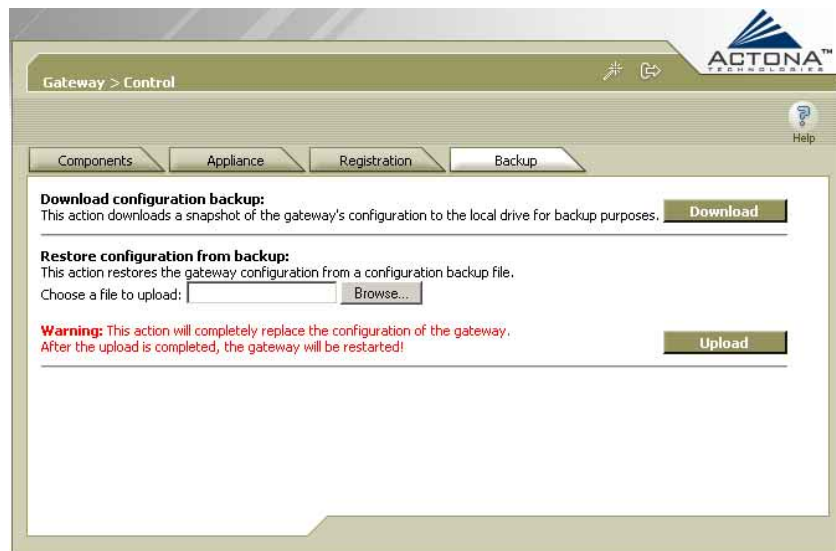 ACTONA™
TECHNOLOGIES
Gateway > Control
Help
Components
Appliance
Registration
Backup
Download configuration backup:
This action downloads a snapshot of the gateway's configuration to the local drive for backup purposes.
Download
Restore configuration from backup:
This action restores the gateway configuration from a configuration backup file.
Choose a file to upload:
Browse...
Warning: This action will completely replace the configuration of the gateway.
After the upload is completed, the gateway will be restarted!
Upload